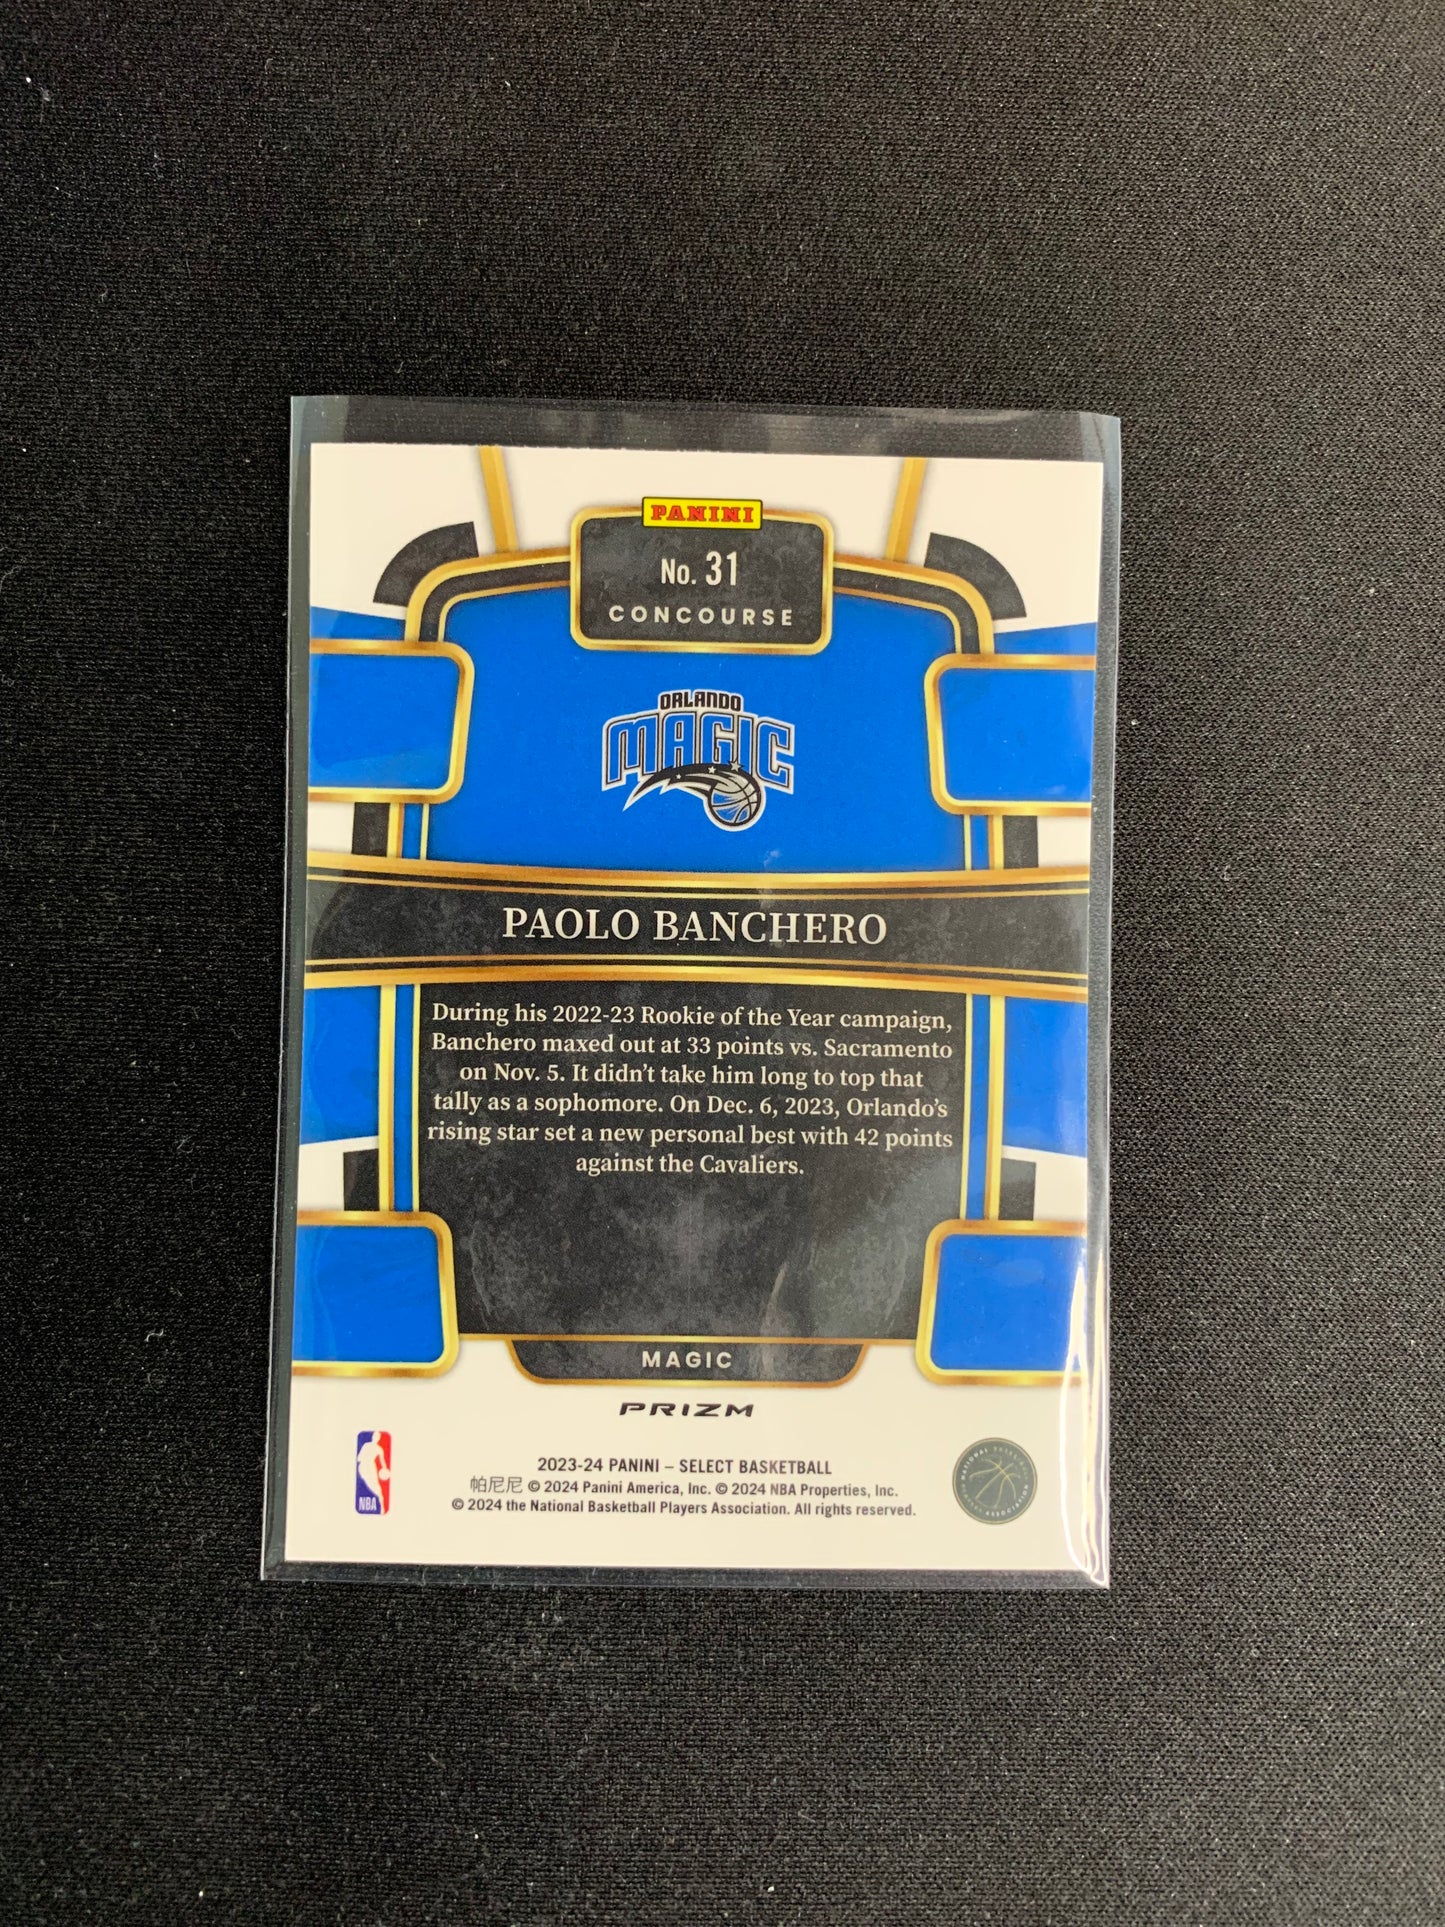 PANINI
No. 31
CONCOURSE
ORLANDO
MAGIC
PAOLO BANCHERO
During his 2022-23 Rookie of the Year campaign,
Banchero maxed out at 33 points vs. Sacramento
on Nov. 5. It didn't take him long to top that
tally as a sophomore. On Dec. 6, 2023, Orlando's
rising star set a new personal best with 42 points
against the Cavaliers.
MAGIC
PRIZM
NBA
2023-24 PANINI – SELECT BASKETBALL
帕尼尼 © 2024 Panini America, Inc. © 2024 NBA Properties, Inc.
© 2024 the National Basketball Players Association. All rights reserved.